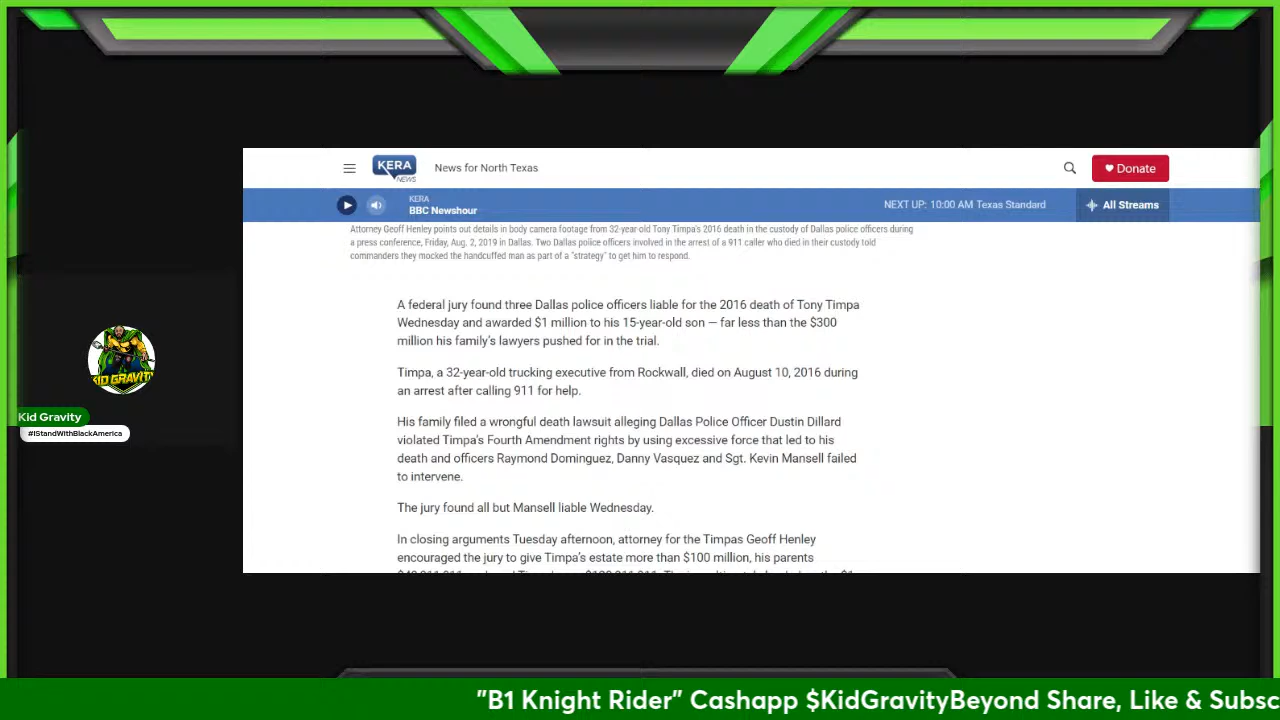 KERA
NEWS
News for North Texas
Donate
KERA
BBC Newshour
NEXT UP: 10:00 AM Texas Standard
All Streams
Attorney Geoff Henley points out details in body camera footage from 32-year old Tony Timpa's 2016 death in the custody of Dallas police officers during
a press conference, Friday, Aug. 2, 2019 in Dallas. Two Dallas police officers involved in the arrest of a 911 caller who died in their custody told
commanders they mocked the handcuffed man as part of a "strategy" to get him to respond.
A federal jury found three Dallas police officers liable for the 2016 death of Tony Timpa
Wednesday and awarded $1 million to his 15-year-old son — far less than the $300
million his family's lawyers pushed for in the trial.
Timpa, a 32-year-old trucking executive from Rockwall, died on August 10, 2016 during
an arrest after calling 911 for help.
His family filed a wrongful death lawsuit alleging Dallas Police Officer Dustin Dillard
violated Timpa's Fourth Amendment rights by using excessive force that led to his
death and officers Raymond Dominguez, Danny Vasquez and Sgt. Kevin Mansell failed
to intervene.
The jury found all but Mansell liable Wednesday.
In closing arguments Tuesday afternoon, attorney for the Timpas Geoff Henley
encouraged the jury to give Timpa's estate more than $100 million, his parents
KID GRAVITY
Kid Gravity
#IStandWithBlackAmerica
"B1 Knight Rider" Cashapp $KidGravityBeyond Share, Like & Subsc